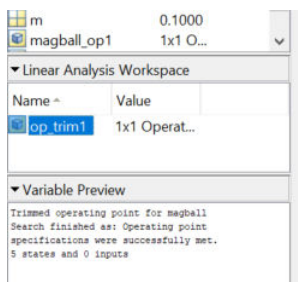 m 0.1000
magball_op1 1x1 O...
Linear Analysis Workspace
Name Value
op_trim1 1x1 Operat...
Variable Preview
Trimmed operating point for magball
Search finished as: Operating point
specifications were successfully met.
5 states and 0 inputs